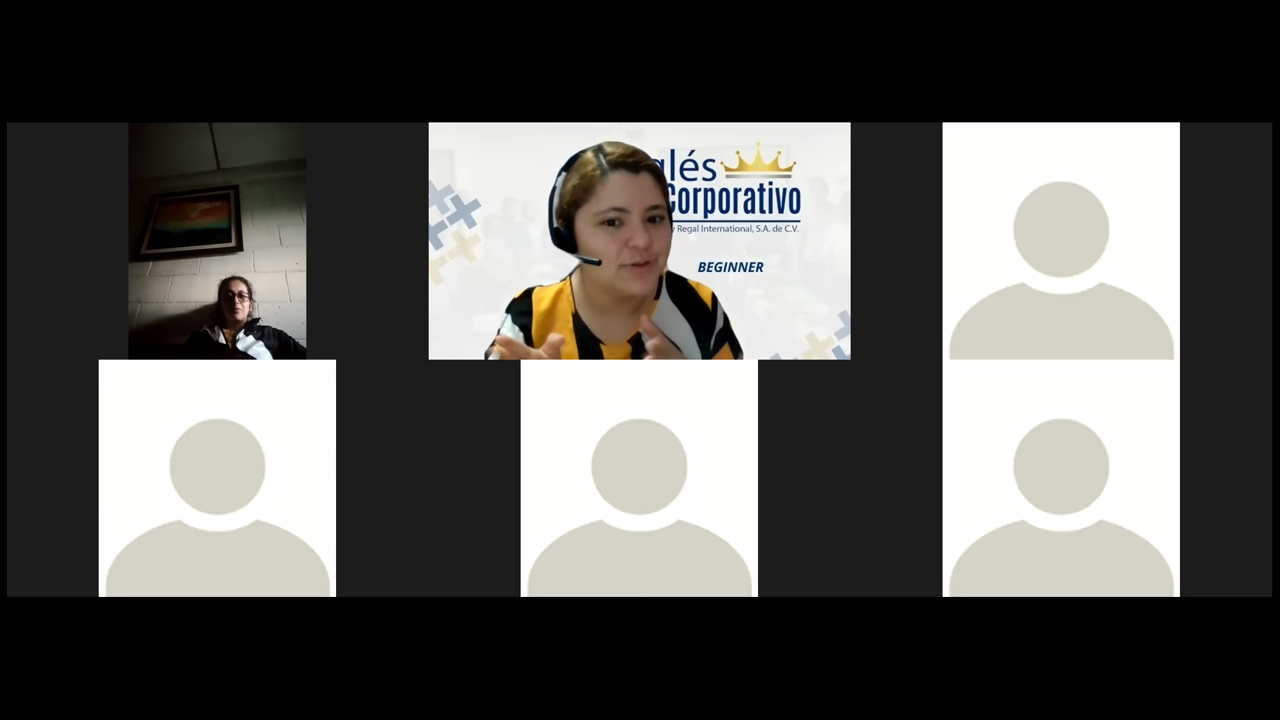 glés
Corporativo
y Regal International, S.A. de C.V.
BEGINNER